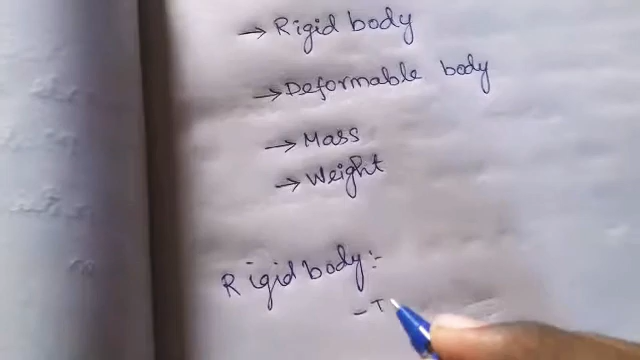 → Rigid body
→ Deformable body
→ Mass
→ Weight
Rigid body :-
- T